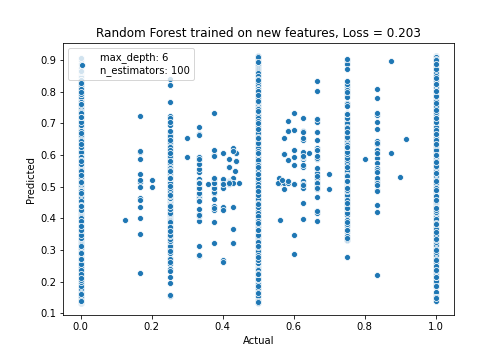 Random Forest trained on new features, Loss = 0.203
max_depth: 6
n_estimators: 100
0.9
0.8
0.7
0.6
0.5
0.4
0.3
0.2
0.1
Predicted
0.0 0.2 0.4 0.6 0.8 1.0
Actual